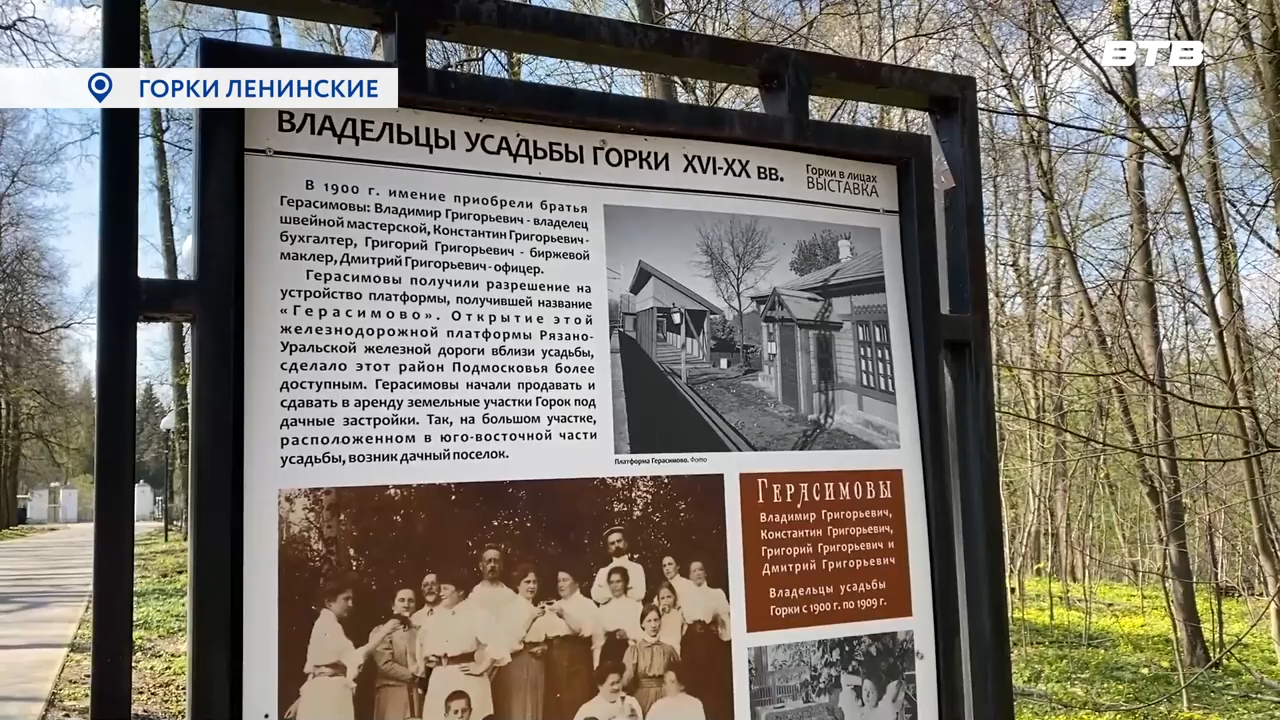 ВТВ
ГОРКИ ЛЕНИНСКИЕ
ВЛАДЕЛЬЦЫ УСАДЬБЫ ГОРКИ XVI-XX ВВ.
Горки в лицах
ВЫСТАВКА
В 1900 г. имение приобрели братья
Герасимовы: Владимир Григорьевич - владелец
швейной мастерской, Константин Григорьевич -
бухгалтер, Григорий Григорьевич - биржевой
маклер, Дмитрий Григорьевич - офицер.
Герасимовы получили разрешение на
устройство платформы, получившей название
«Герасимово». Открытие этой
железнодорожной платформы Рязано-
Уральской железной дороги вблизи усадьбы,
сделало этот район Подмосковья более
доступным. Герасимовы начали продавать и
сдавать в аренду земельные участки Горок под
дачные застройки. Так, на большом участке,
расположенном в юго-восточной части
усадьбы, возник дачный поселок.
Платформа Герасимово. Фото
ГЕРАСИМОВЫ
Владимир Григорьевич,
Константин Григорьевич,
Григорий Григорьевич и
Дмитрий Григорьевич
Владельцы усадьбы
Горки с 1900 г. по 1909 г.